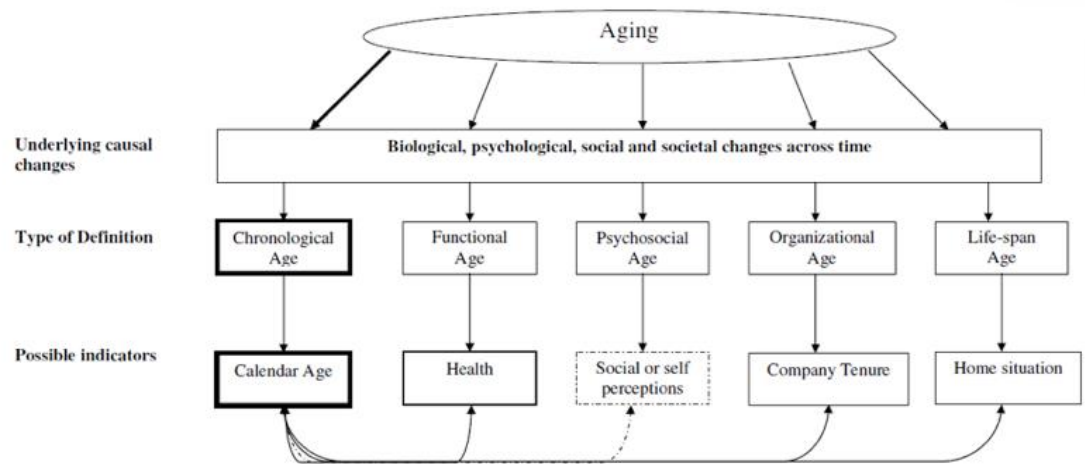 Aging
Underlying causal
changes
Biological, psychological, social and societal changes across time
Type of Definition
Chronological
Age
Functional
Age
Psychosocial
Age
Organizational
Age
Life-span
Age
Possible indicators
Calendar Age
Health
Social or self
perceptions
Company Tenure
Home situation